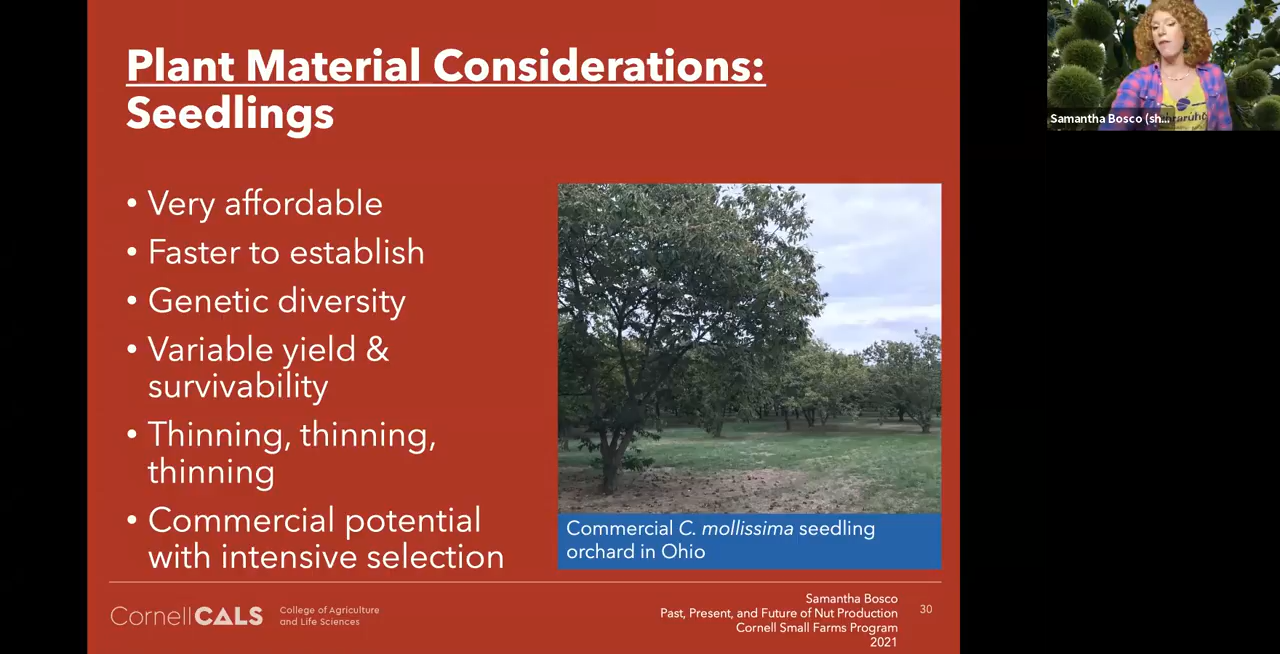 Plant Material Considerations:
Seedlings
• Very affordable
• Faster to establish
• Genetic diversity
• Variable yield &
survivability
• Thinning, thinning,
thinning
• Commercial potential
with intensive selection
Commercial C. mollissima seedling
orchard in Ohio
CornellCALS
College of Agriculture
and Life Sciences
Samantha Bosco
Past, Present, and Future of Nut Production
Cornell Small Farms Program
2021
30
Samantha Bosco (sh...